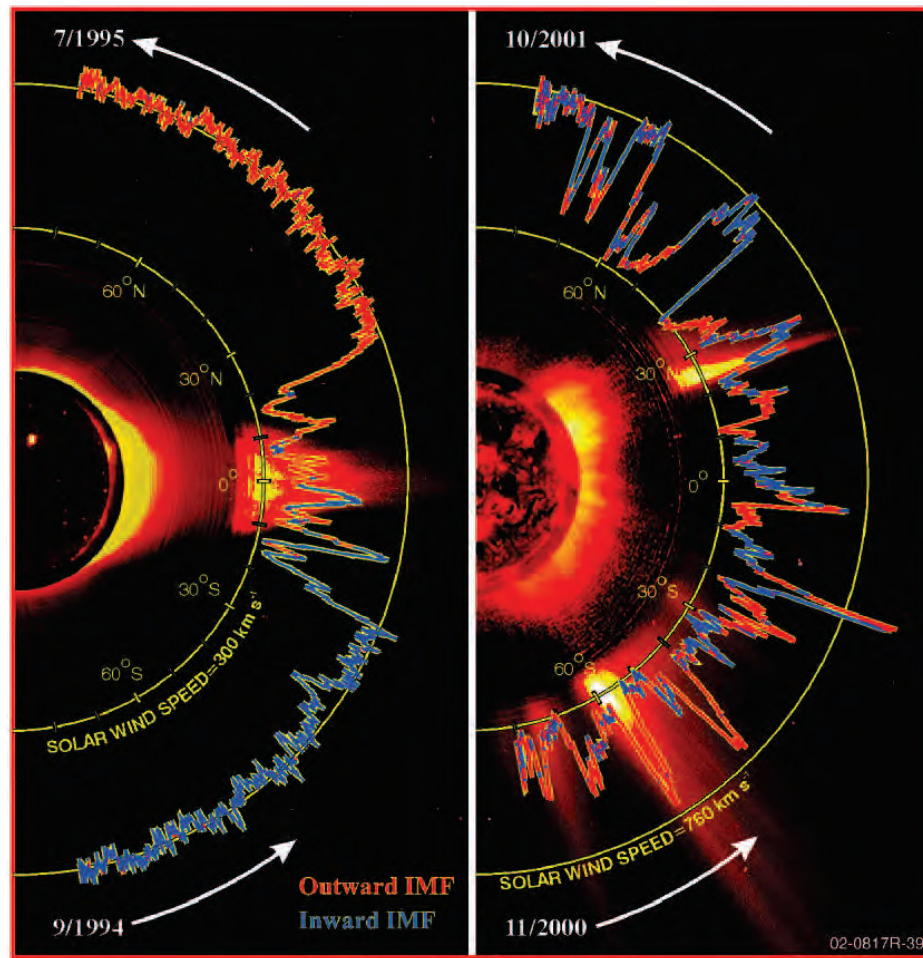 7/1995
60°N
30°N
0°
30°S
60°S
SOLAR WIND SPEED=300 km s⁻¹
9/1994
Outward IMF
Inward IMF
10/2001
60°N
30°N
0°
30°S
60°S
SOLAR WIND SPEED=760 km s⁻¹
11/2000
02-0817R-39